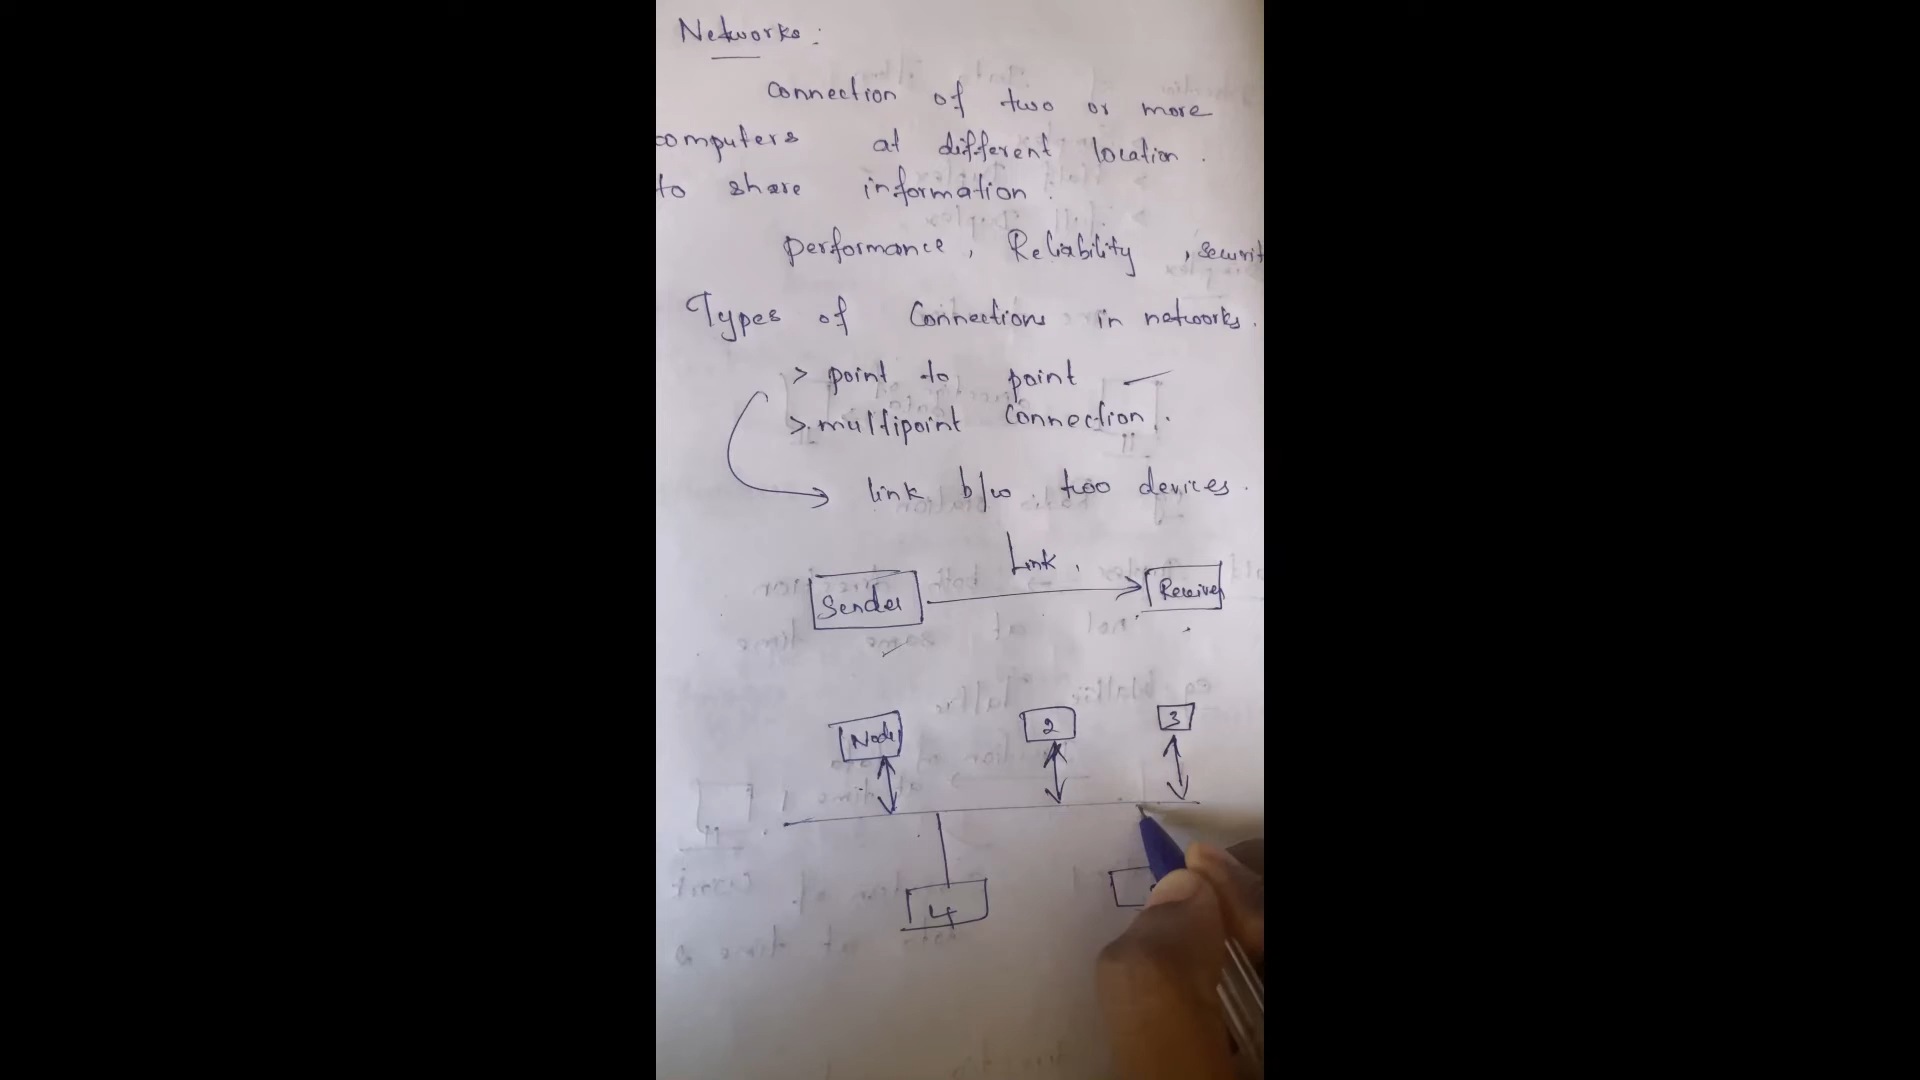 Networks:
Connection of two or more
computers at different location.
to share information.
performance, Reliability, securit
Types of Connections in networks.
> point to point
> multipoint connection.
link b/w two devices.
Link,
Sender
Receiver
Node
2
3
4